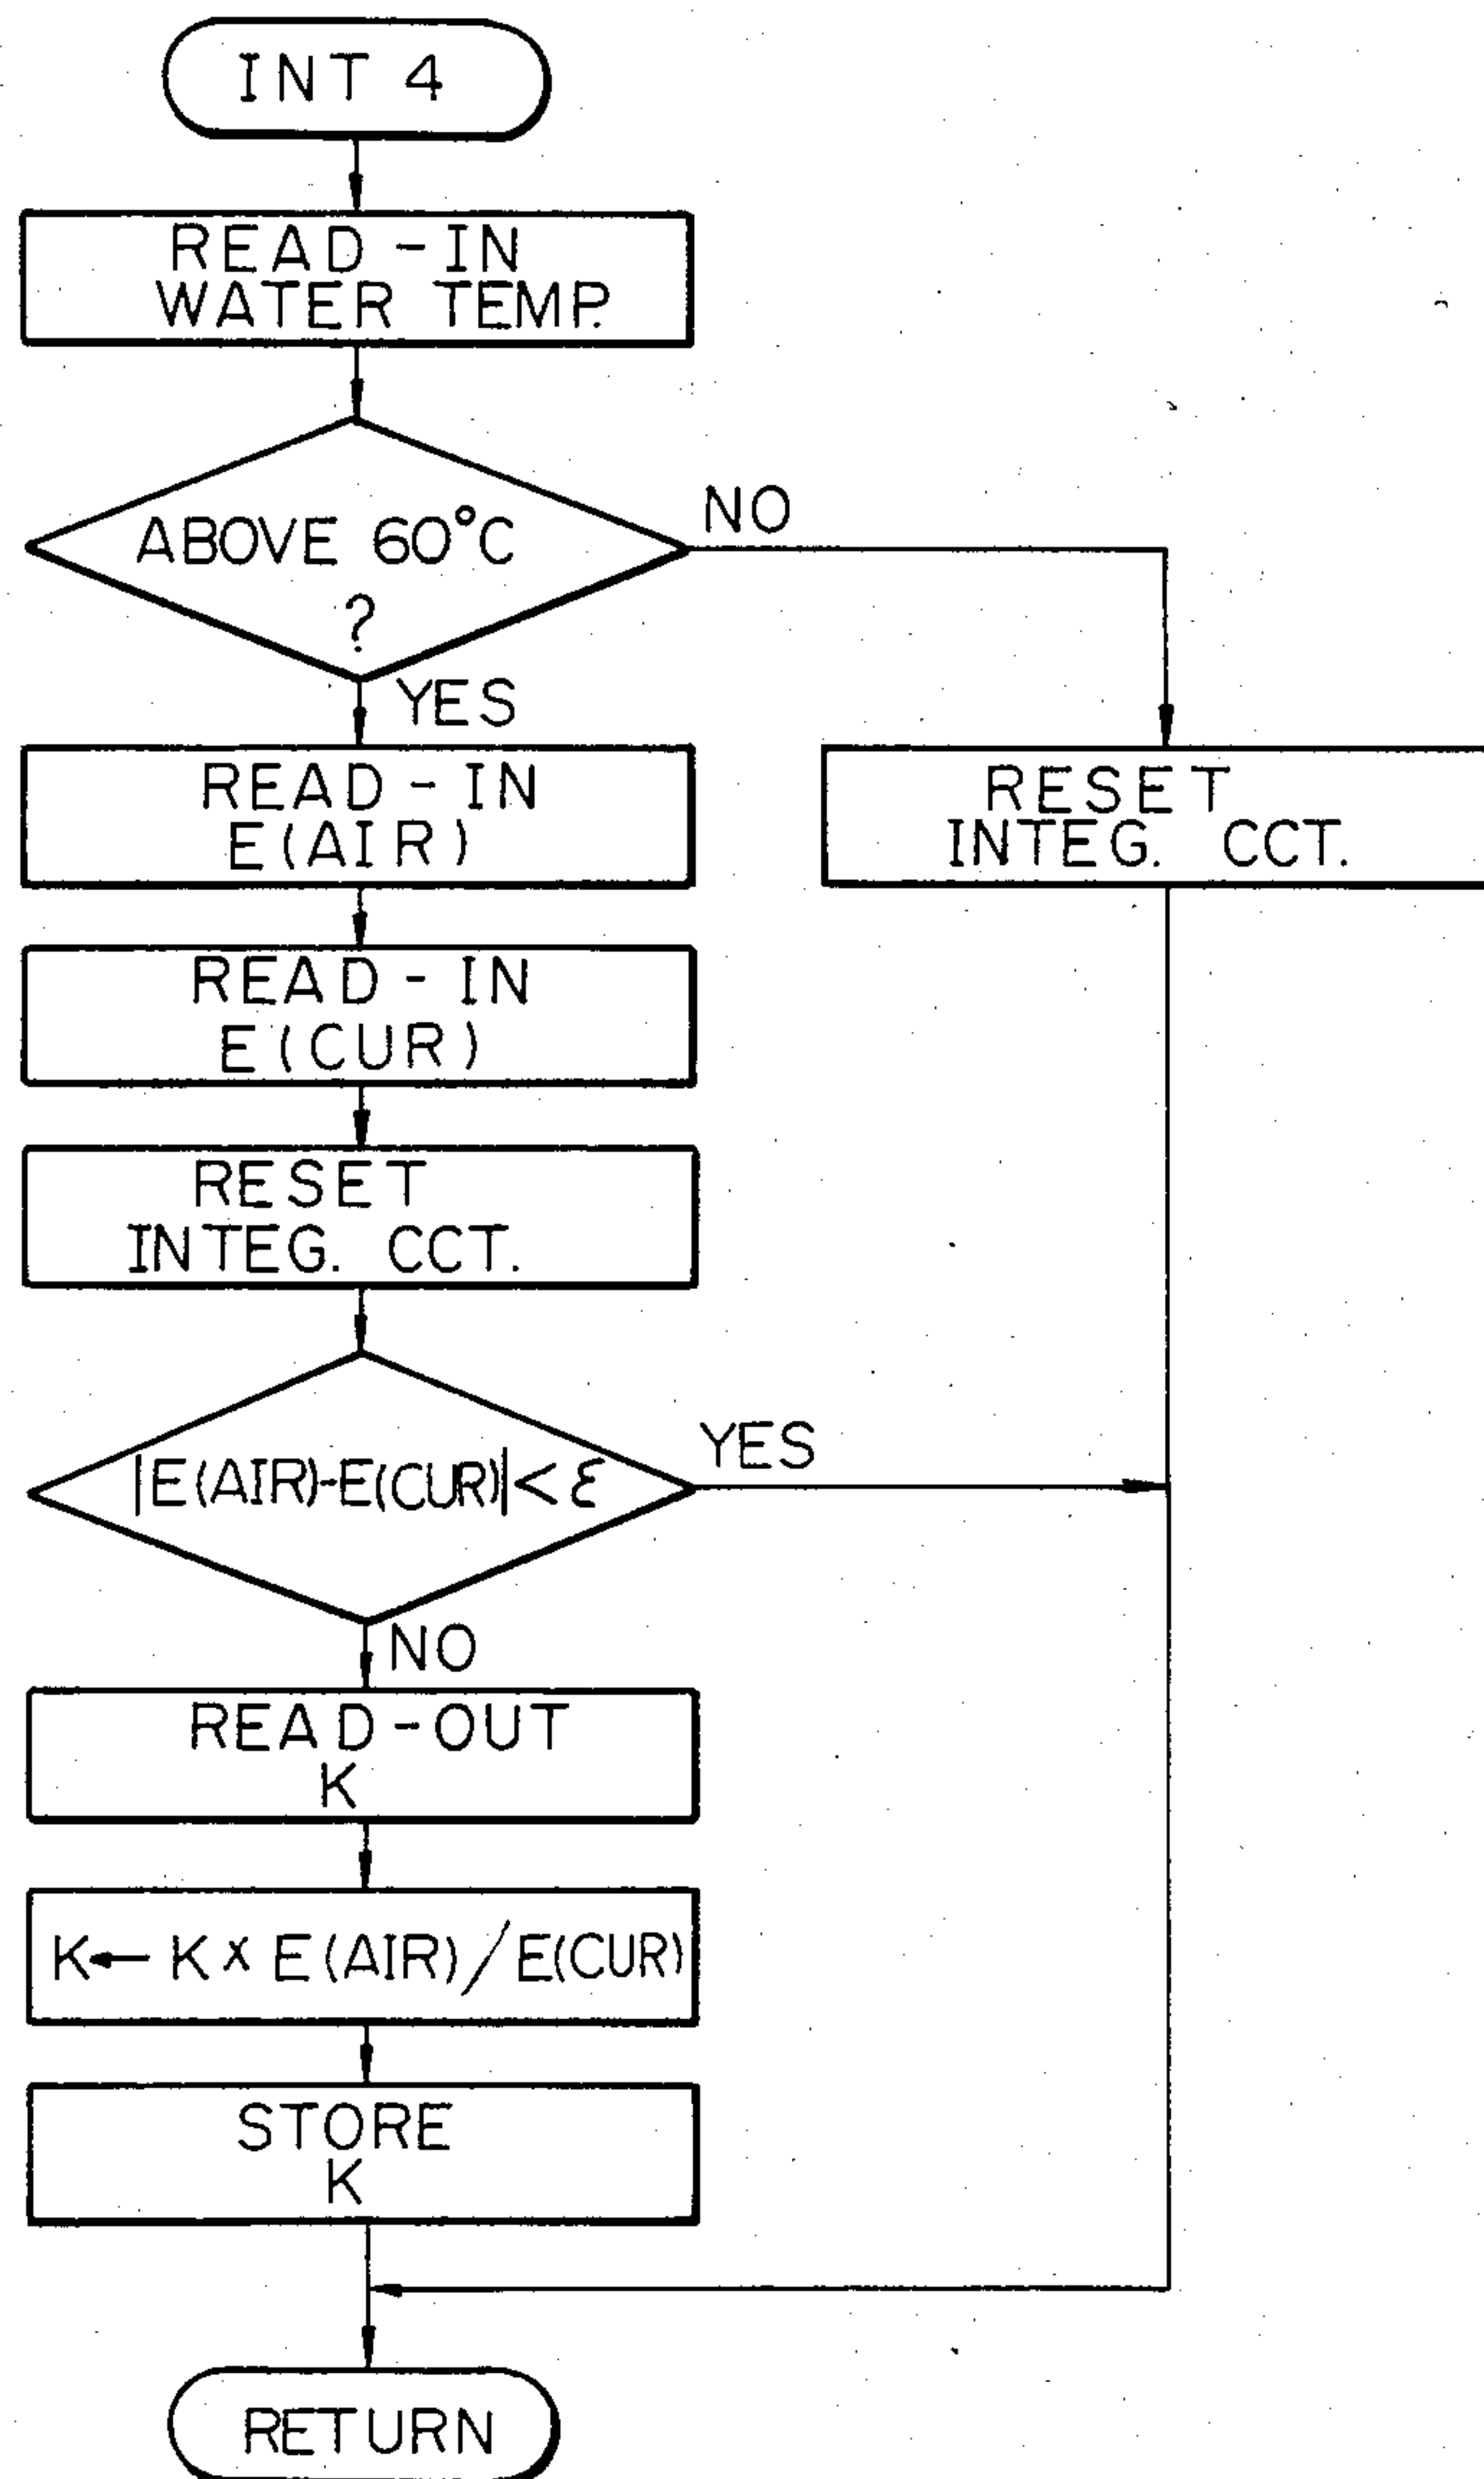 INT 4
READ-IN
WATER TEMP.
ABOVE 60°C
?
NO
YES
READ-IN
E(AIR)
RESET
INTEG. CCT.
READ-IN
E(CUR)
RESET
INTEG. CCT.
|E(AIR)-E(CUR)|<ε
YES
NO
READ-OUT
K
K←K×E(AIR)/E(CUR)
STORE
K
RETURN